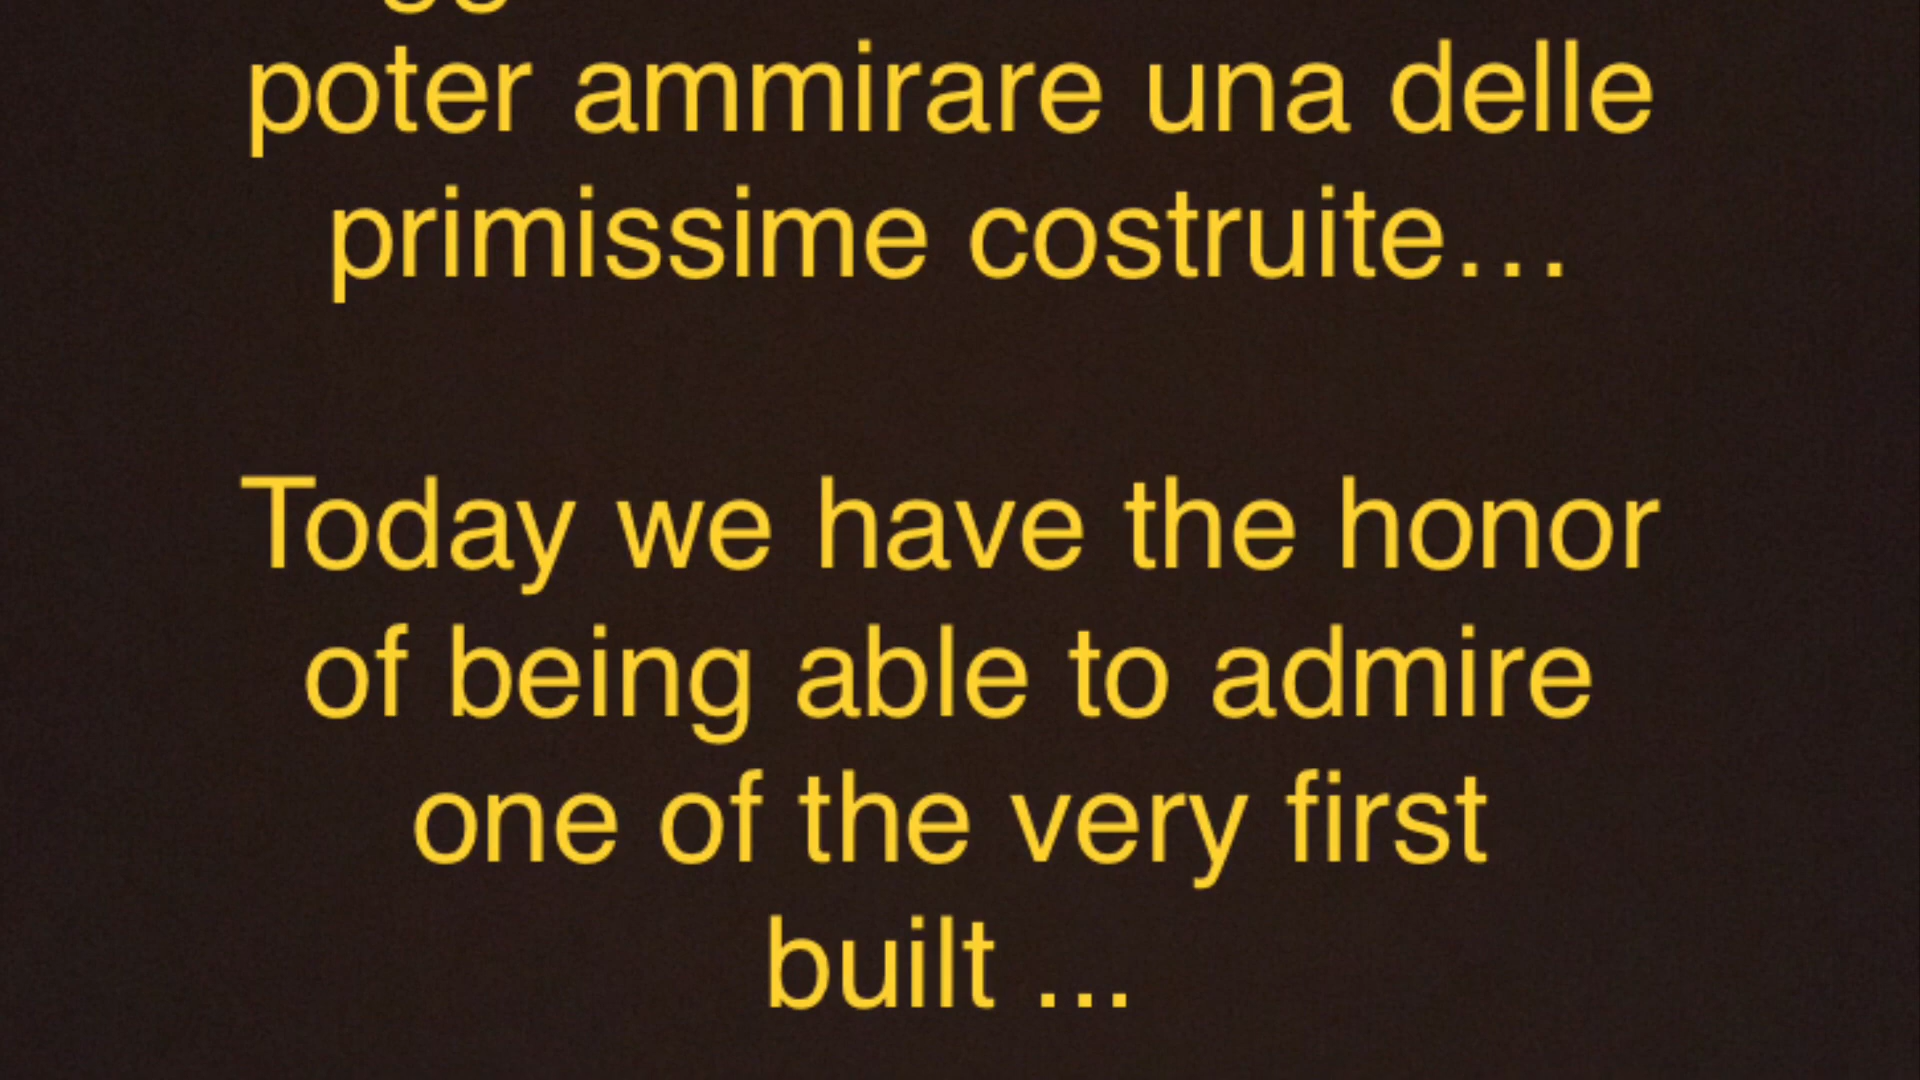 poter ammirare una delle
primissime costruite…
Today we have the honor
of being able to admire
one of the very first
built ...